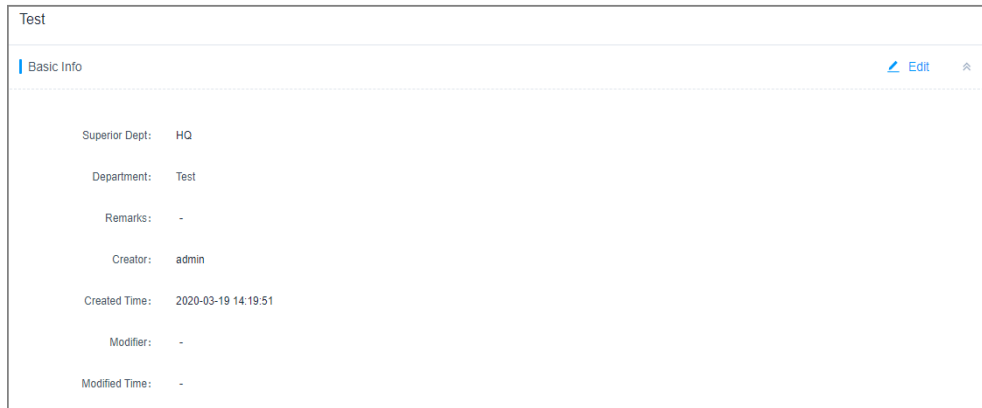 Test
Basic Info Edit
Superior Dept: HQ
Department: Test
Remarks: -
Creator: admin
Created Time: 2020-03-19 14:19:51
Modifier: -
Modified Time: -